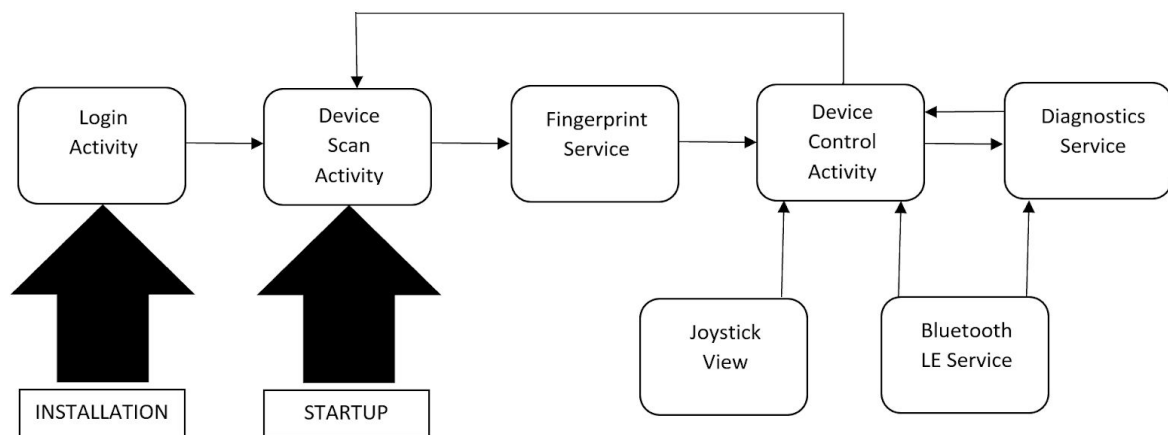 Login
Activity
Device
Scan
Activity
Fingerprint
Service
Device
Control
Activity
Diagnostics
Service
Joystick
View
Bluetooth
LE Service
INSTALLATION
STARTUP